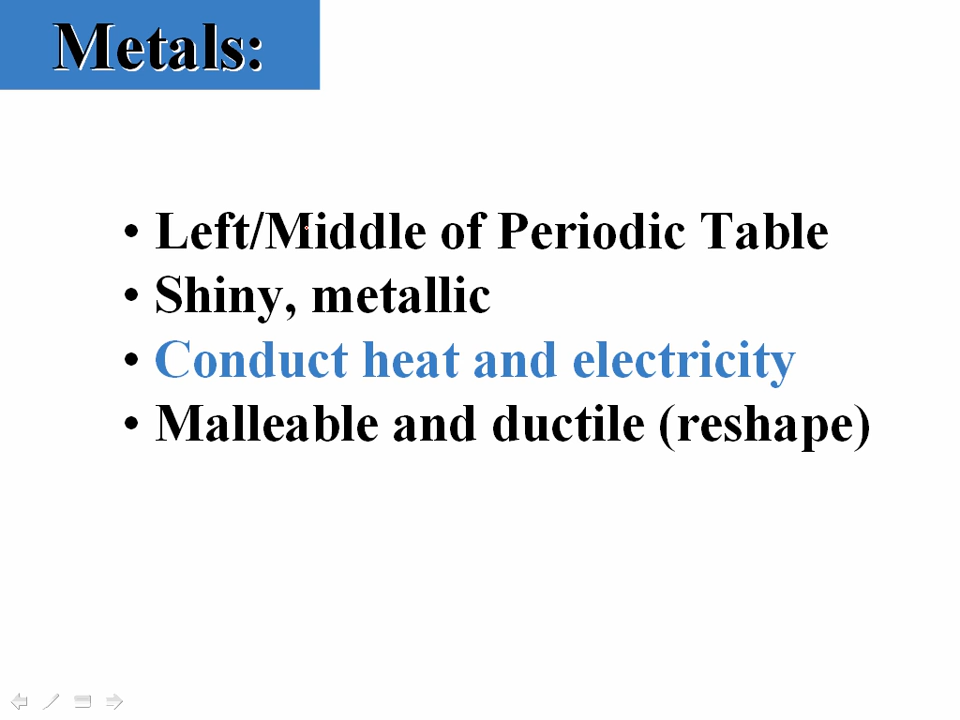 Metals:
• Left/Middle of Periodic Table
• Shiny, metallic
• Conduct heat and electricity
• Malleable and ductile (reshape)